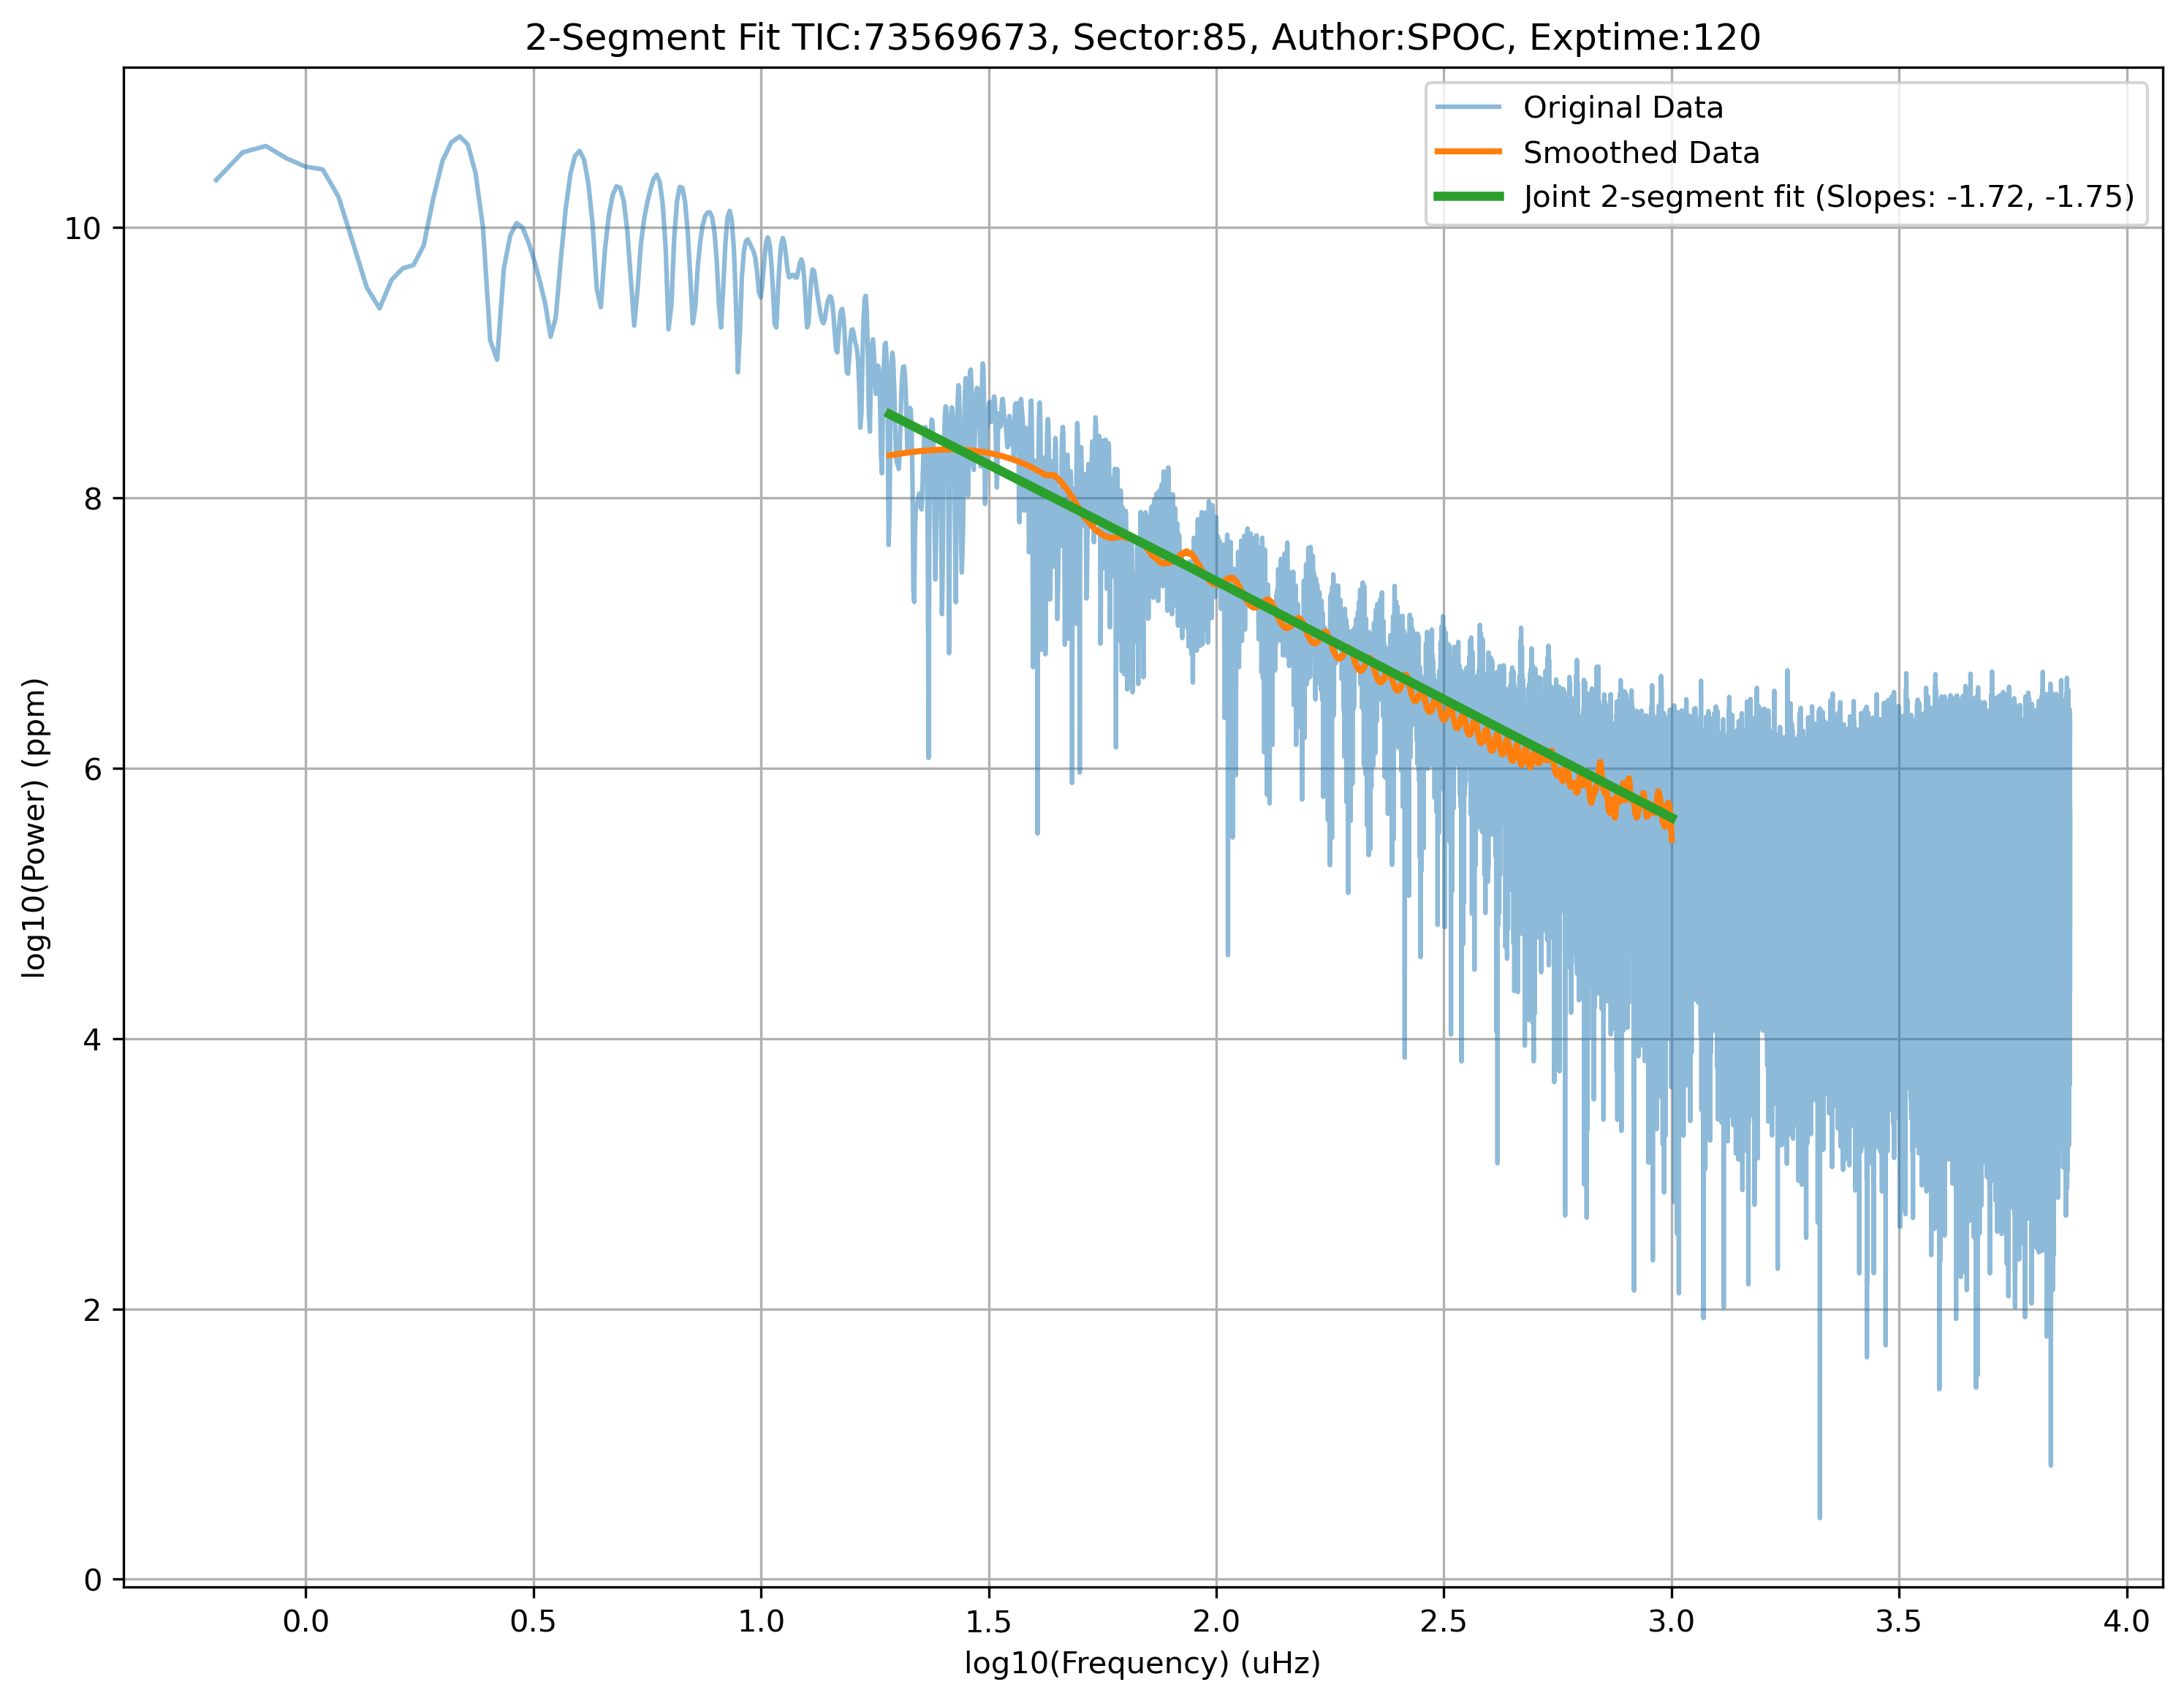 2-Segment Fit TIC:73569673, Sector:85, Author:SPOC, Exptime:120
Original Data
Smoothed Data
Joint 2-segment fit (Slopes: -1.72, -1.75)
10
8
6
4
2
0
log10(Power) (ppm)
0.0 0.5 1.0 1.5 2.0 2.5 3.0 3.5 4.0
log10(Frequency) (uHz)